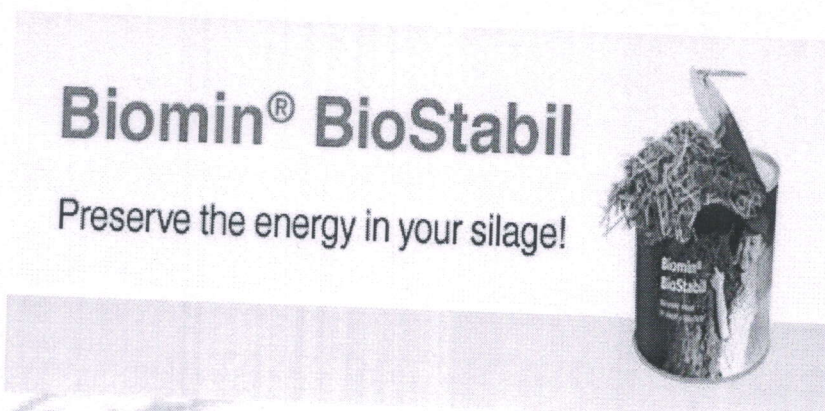 Biomin® BioStabil
Preserve the energy in your silage!
Biomin®
BioStabil